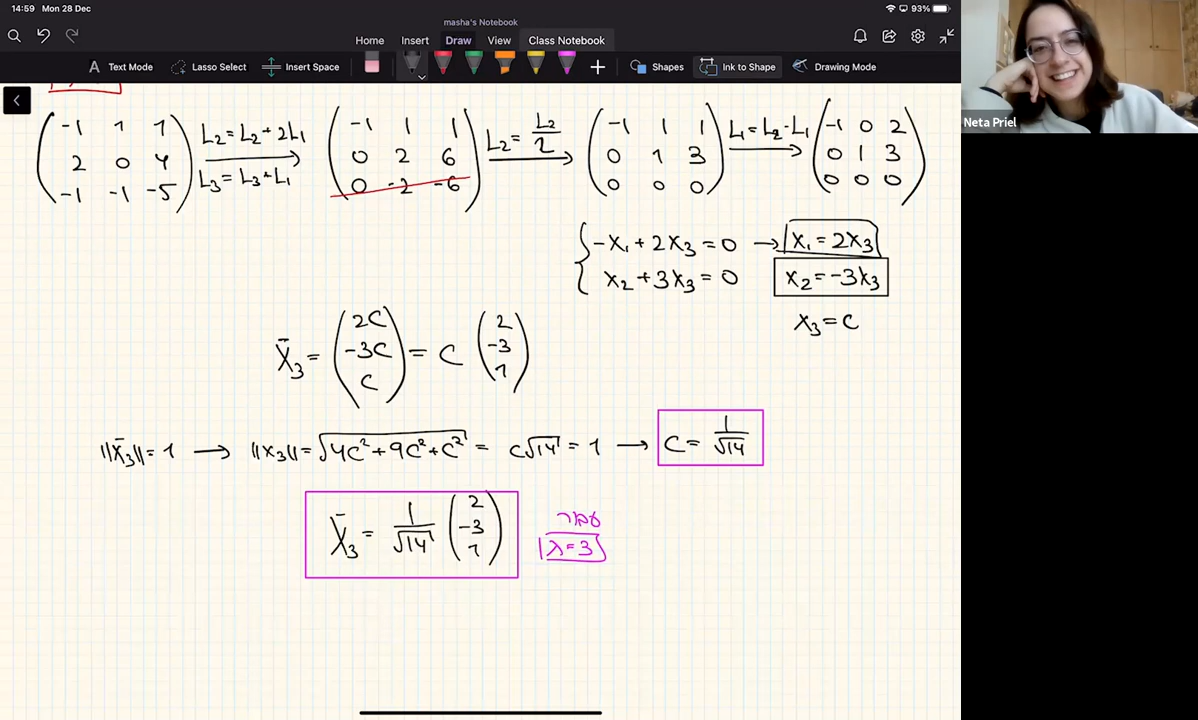 14:59 Mon 28 Dec
93%
masha's Notebook
Home Insert Draw View Class Notebook
Text Mode Lasso Select Insert Space Shapes Ink to Shape Drawing Mode
Neta Priel
(-1 1 1; 2 0 4; -1 -1 -5) L₂=L₂+2L₁ L₃=L₃+L₁ → (-1 1 1; 0 2 6; 0 -2 -6) L₂=L₂/2 → (-1 1 1; 0 1 3; 0 0 0) L₁=L₂-L₁ → (-1 0 2; 0 1 3; 0 0 0)
{-x₁+2x₃=0 → x₁=2x₃
x₂+3x₃=0 x₂=-3x₃
x₃=c
X̄₃=(2c; -3c; c)=c(2; -3; 1)
||X̄₃||=1 → ||x₃||=√(4c²+9c²+c²)=c√14=1 → c=1/√14
X̄₃=1/√14 (2; -3; 1)
עבור
λ=3